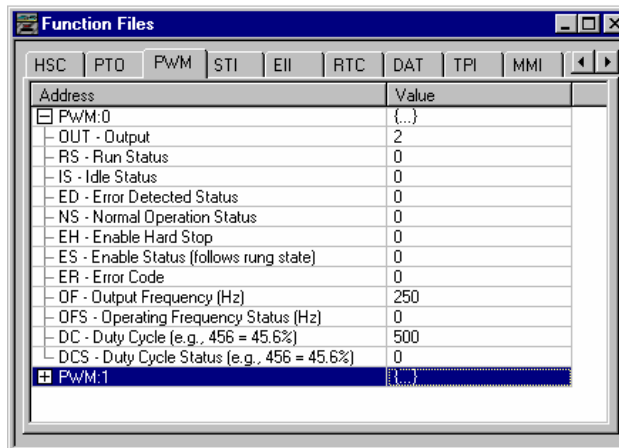 Function Files
HSC PTO PWM STI EII RTC DAT TPI MMI
Address Value
PWM:0 {...}
OUT - Output 2
RS - Run Status 0
IS - Idle Status 0
ED - Error Detected Status 0
NS - Normal Operation Status 0
EH - Enable Hard Stop 0
ES - Enable Status (follows rung state) 0
ER - Error Code 0
OF - Output Frequency (Hz) 250
OFS - Operating Frequency Status (Hz) 0
DC - Duty Cycle (e.g., 456 = 45.6%) 500
DCS - Duty Cycle Status (e.g., 456 = 45.6%) 0
PWM:1 {...}